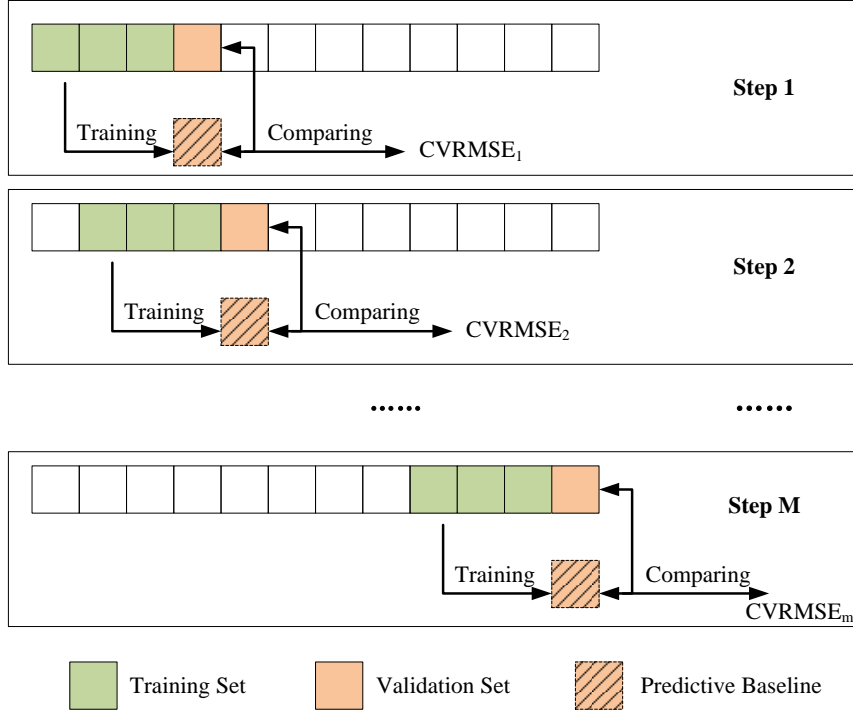 Step 1
Training
Comparing
CVRMSE₁
Step 2
Training
Comparing
CVRMSE₂
...... ......
Step M
Training
Comparing
CVRMSEₘ
Training Set
Validation Set
Predictive Baseline